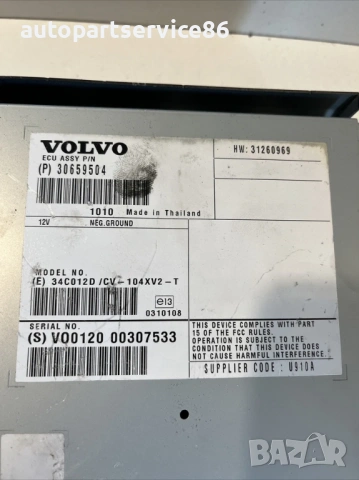 autopartservice86
VOLVO
ECU ASSY P/N
(P) 30659504
HW: 31260969
1010 Made in Thailand
12V NEG.GROUND
MODEL NO.
(E) 34C012D /CV-104XV2-T
e13
0310108
SERIAL NO.
(S) VO0120 00307533
THIS DEVICE COMPLIES WITH PART
15 OF THE FCC RULES.
OPERATION IS SUBJECT TO THE
CONDITION THAT THIS DEVICE DOES
NOT CAUSE HARMFUL INTERFERENCE.
SUPPLIER CODE : U910A
BAZAR